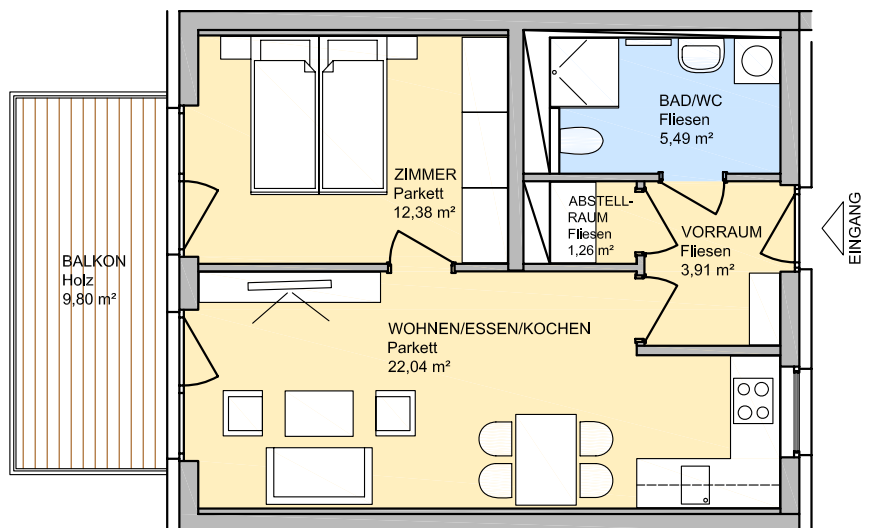 BAD/WC
Fliesen
5,49 m²
ZIMMER
Parkett
12,38 m²
ABSTELL-
RAUM
Fliesen
1,26 m²
VORRAUM
Fliesen
3,91 m²
EINGANG
BALKON
Holz
9,80 m²
WOHNEN/ESSEN/KOCHEN
Parkett
22,04 m²